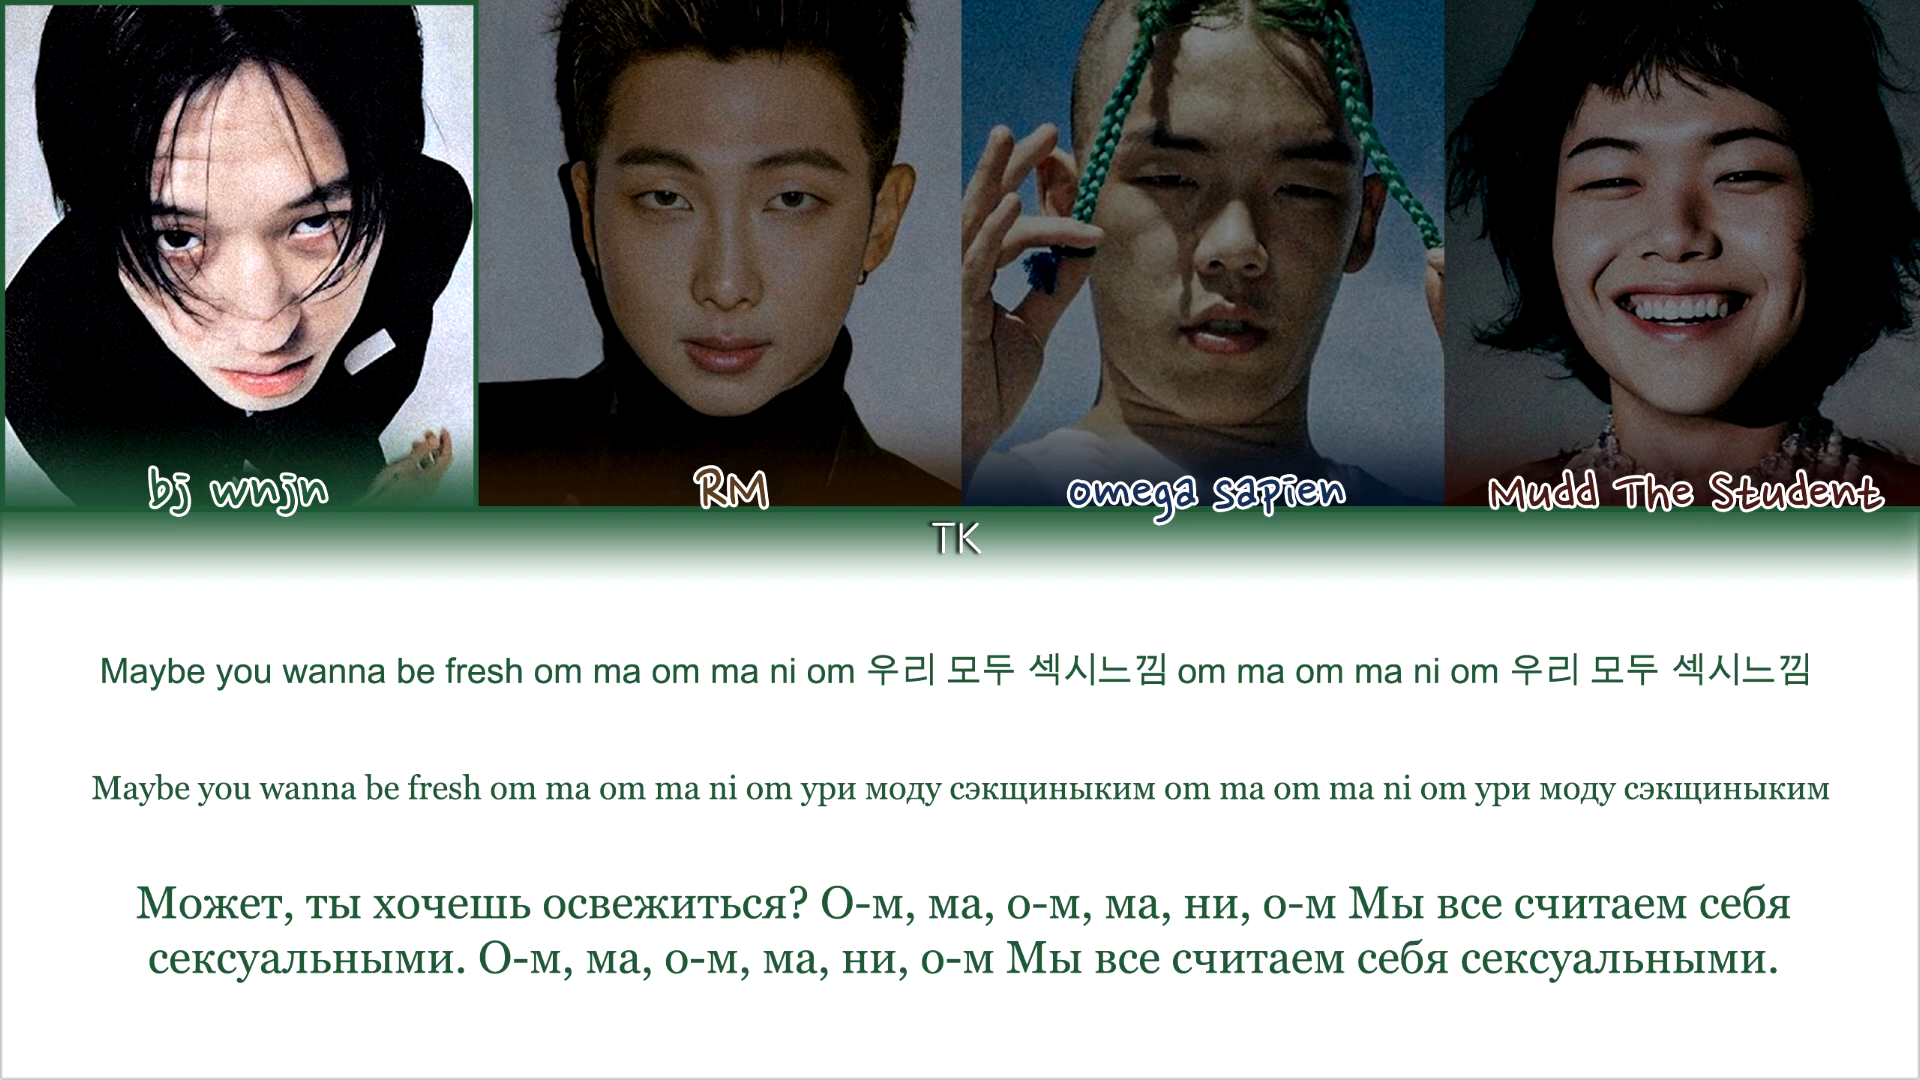 bj wnjn
RM
omega sapien
Mudd The Student
TK
Maybe you wanna be fresh om ma om ma ni om 우리 모두 섹시느낌 om ma om ma ni om 우리 모두 섹시느낌
Maybe you wanna be fresh om ma om ma ni om ури моду сэкщиныким om ma om ma ni om ури моду сэкщиныким
Может, ты хочешь освежиться? О-м, ма, о-м, ма, ни, о-м Мы все считаем себя
сексуальными. О-м, ма, о-м, ма, ни, о-м Мы все считаем себя сексуальными.